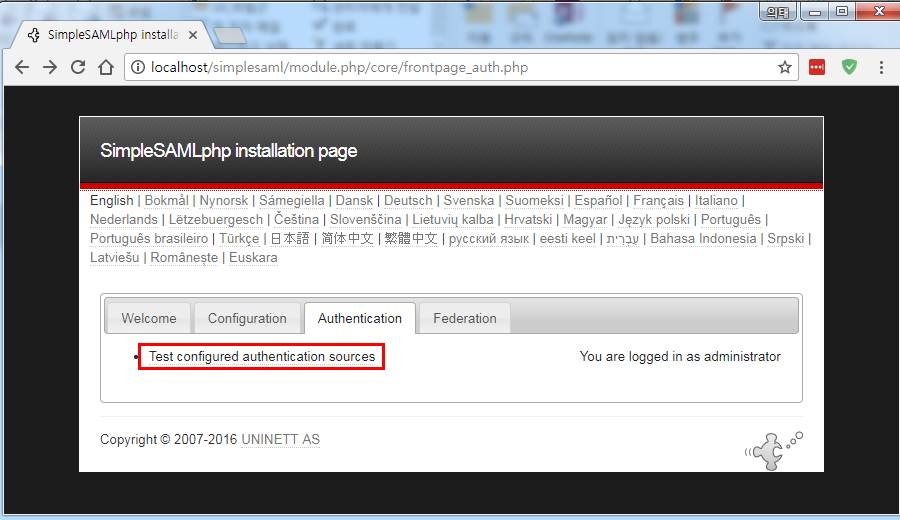 의터
SimpleSAMLphp installa
localhost/simplesaml/module.php/core/frontpage_auth.php
SimpleSAMLphp installation page
English | Bokmål | Nynorsk | Sámegiella | Dansk | Deutsch | Svenska | Suomeksi | Español | Français | Italiano |
Nederlands | Lëtzebuergesch | Čeština | Slovenščina | Lietuvių kalba | Hrvatski | Magyar | Język polski | Português |
Português brasileiro | Türkçe | 日本語 | 简体中文 | 繁體中文 | русский язык | eesti keel | עִבְרִית | Bahasa Indonesia | Srpski |
Latviešu | Românește | Euskara
Welcome
Configuration
Authentication
Federation
Test configured authentication sources
You are logged in as administrator
Copyright © 2007-2016 UNINETT AS